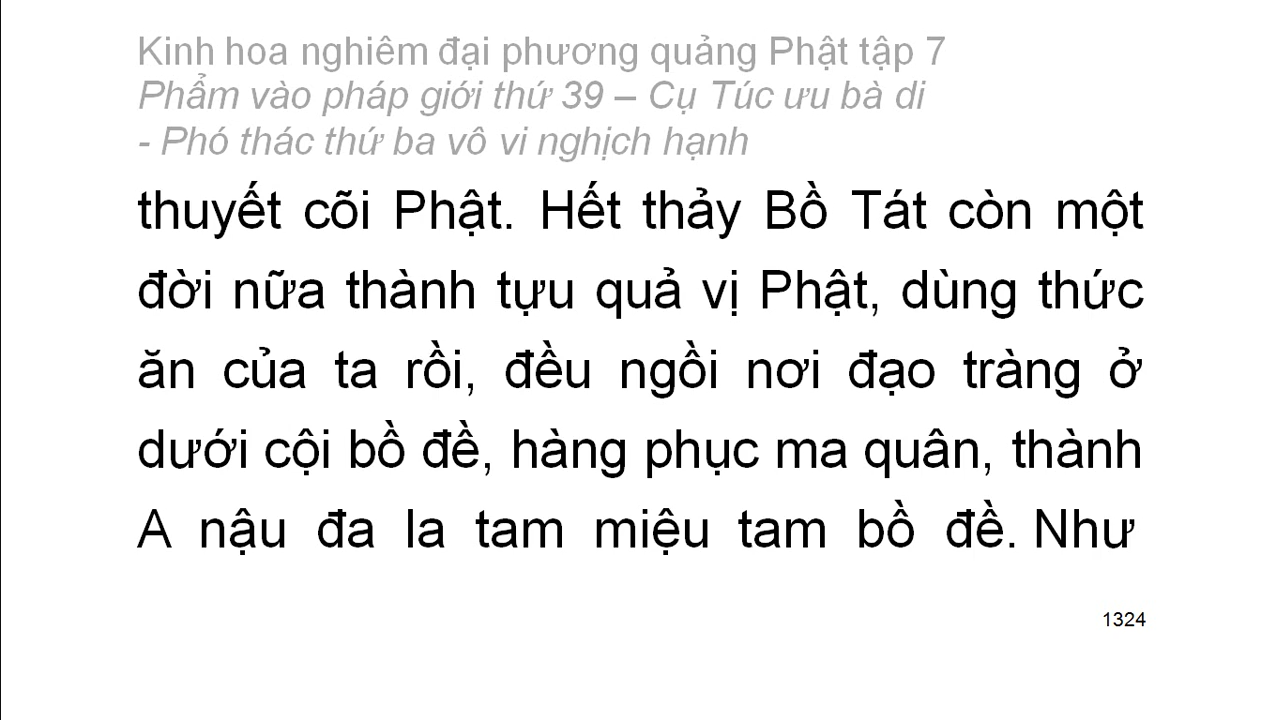 Kinh hoa nghiêm đại phương quảng Phật tập 7
Phẩm vào pháp giới thứ 39 – Cụ Túc ưu bà di
- Phó thác thứ ba vô vi nghịch hạnh
thuyết cõi Phật. Hết thảy Bồ Tát còn một
đời nữa thành tựu quả vị Phật, dùng thức
ăn của ta rồi, đều ngồi nơi đạo tràng ở
dưới cội bồ đề, hàng phục ma quân, thành
A nậu đa la tam miệu tam bồ đề. Như
1324